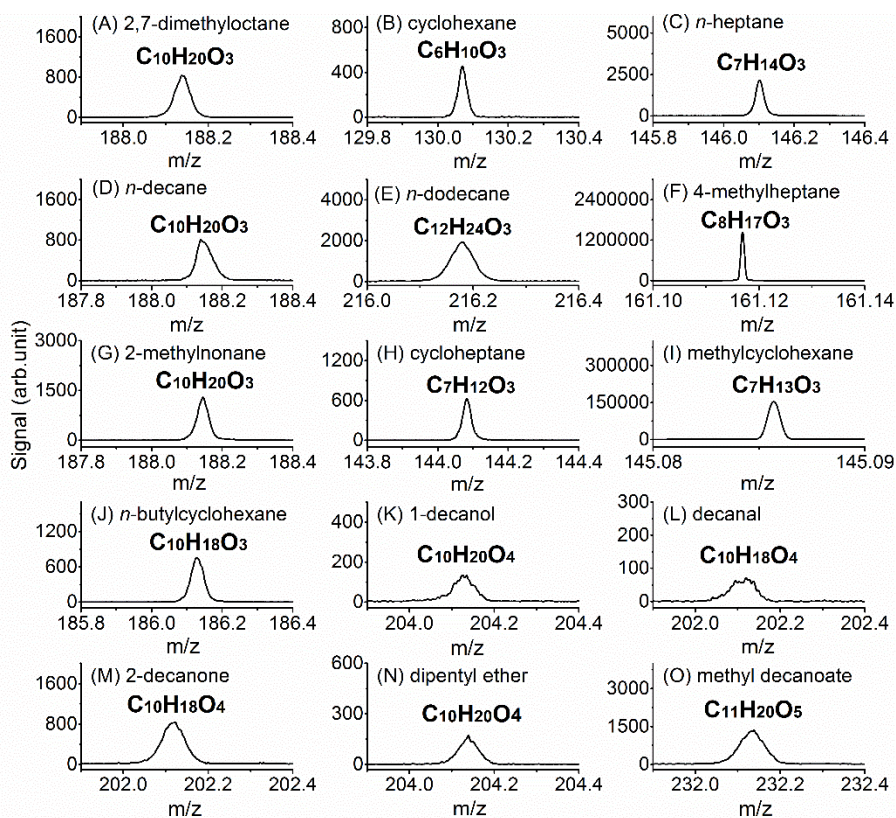 Signal (arb.unit)
(A) 2,7-dimethyloctane
C10H20O3
1600
800
0
188.0 188.2 188.4
m/z
(B) cyclohexane
C6H10O3
800
400
0
129.8 130.0 130.2 130.4
m/z
(C) n-heptane
C7H14O3
5000
2500
0
145.8 146.0 146.2 146.4
m/z
(D) n-decane
C10H20O3
1600
800
0
187.8 188.0 188.2 188.4
m/z
(E) n-dodecane
C12H24O3
4000
2000
0
216.0 216.2 216.4
m/z
(F) 4-methylheptane
C8H17O3
2400000
1200000
0
161.10 161.12 161.14
m/z
(G) 2-methylnonane
C10H20O3
3000
1500
0
187.8 188.0 188.2 188.4
m/z
(H) cycloheptane
C7H12O3
1200
600
0
143.8 144.0 144.2 144.4
m/z
(I) methylcyclohexane
C7H13O3
300000
150000
0
145.08 145.09
m/z
(J) n-butylcyclohexane
C10H18O3
1200
600
0
185.8 186.0 186.2 186.4
m/z
(K) 1-decanol
C10H20O4
400
200
0
204.0 204.2 204.4
m/z
(L) decanal
C10H18O4
300
200
100
0
202.0 202.2 202.4
m/z
(M) 2-decanone
C10H18O4
1600
800
0
202.0 202.2 202.4
m/z
(N) dipentyl ether
C10H20O4
600
300
0
204.0 204.2 204.4
m/z
(O) methyl decanoate
C11H20O5
3000
1500
0
232.0 232.2 232.4
m/z